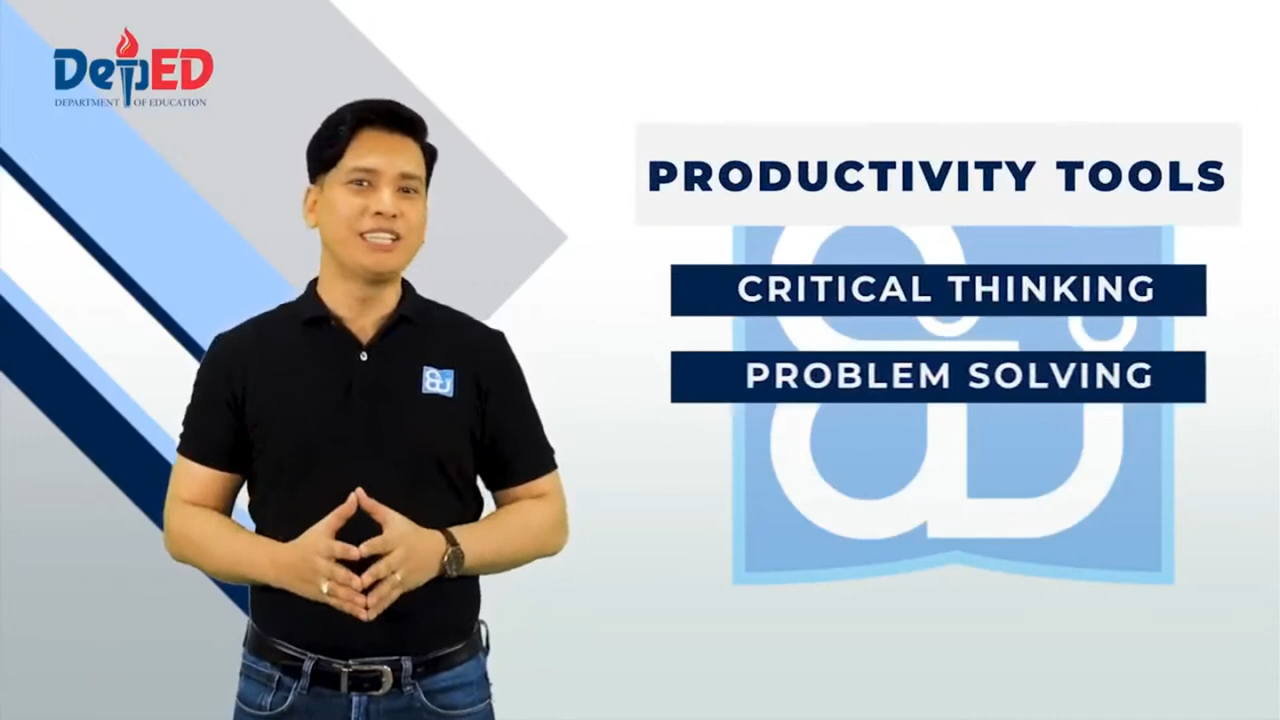 DepED
DEPARTMENT OF EDUCATION
PRODUCTIVITY TOOLS
CRITICAL THINKING
PROBLEM SOLVING